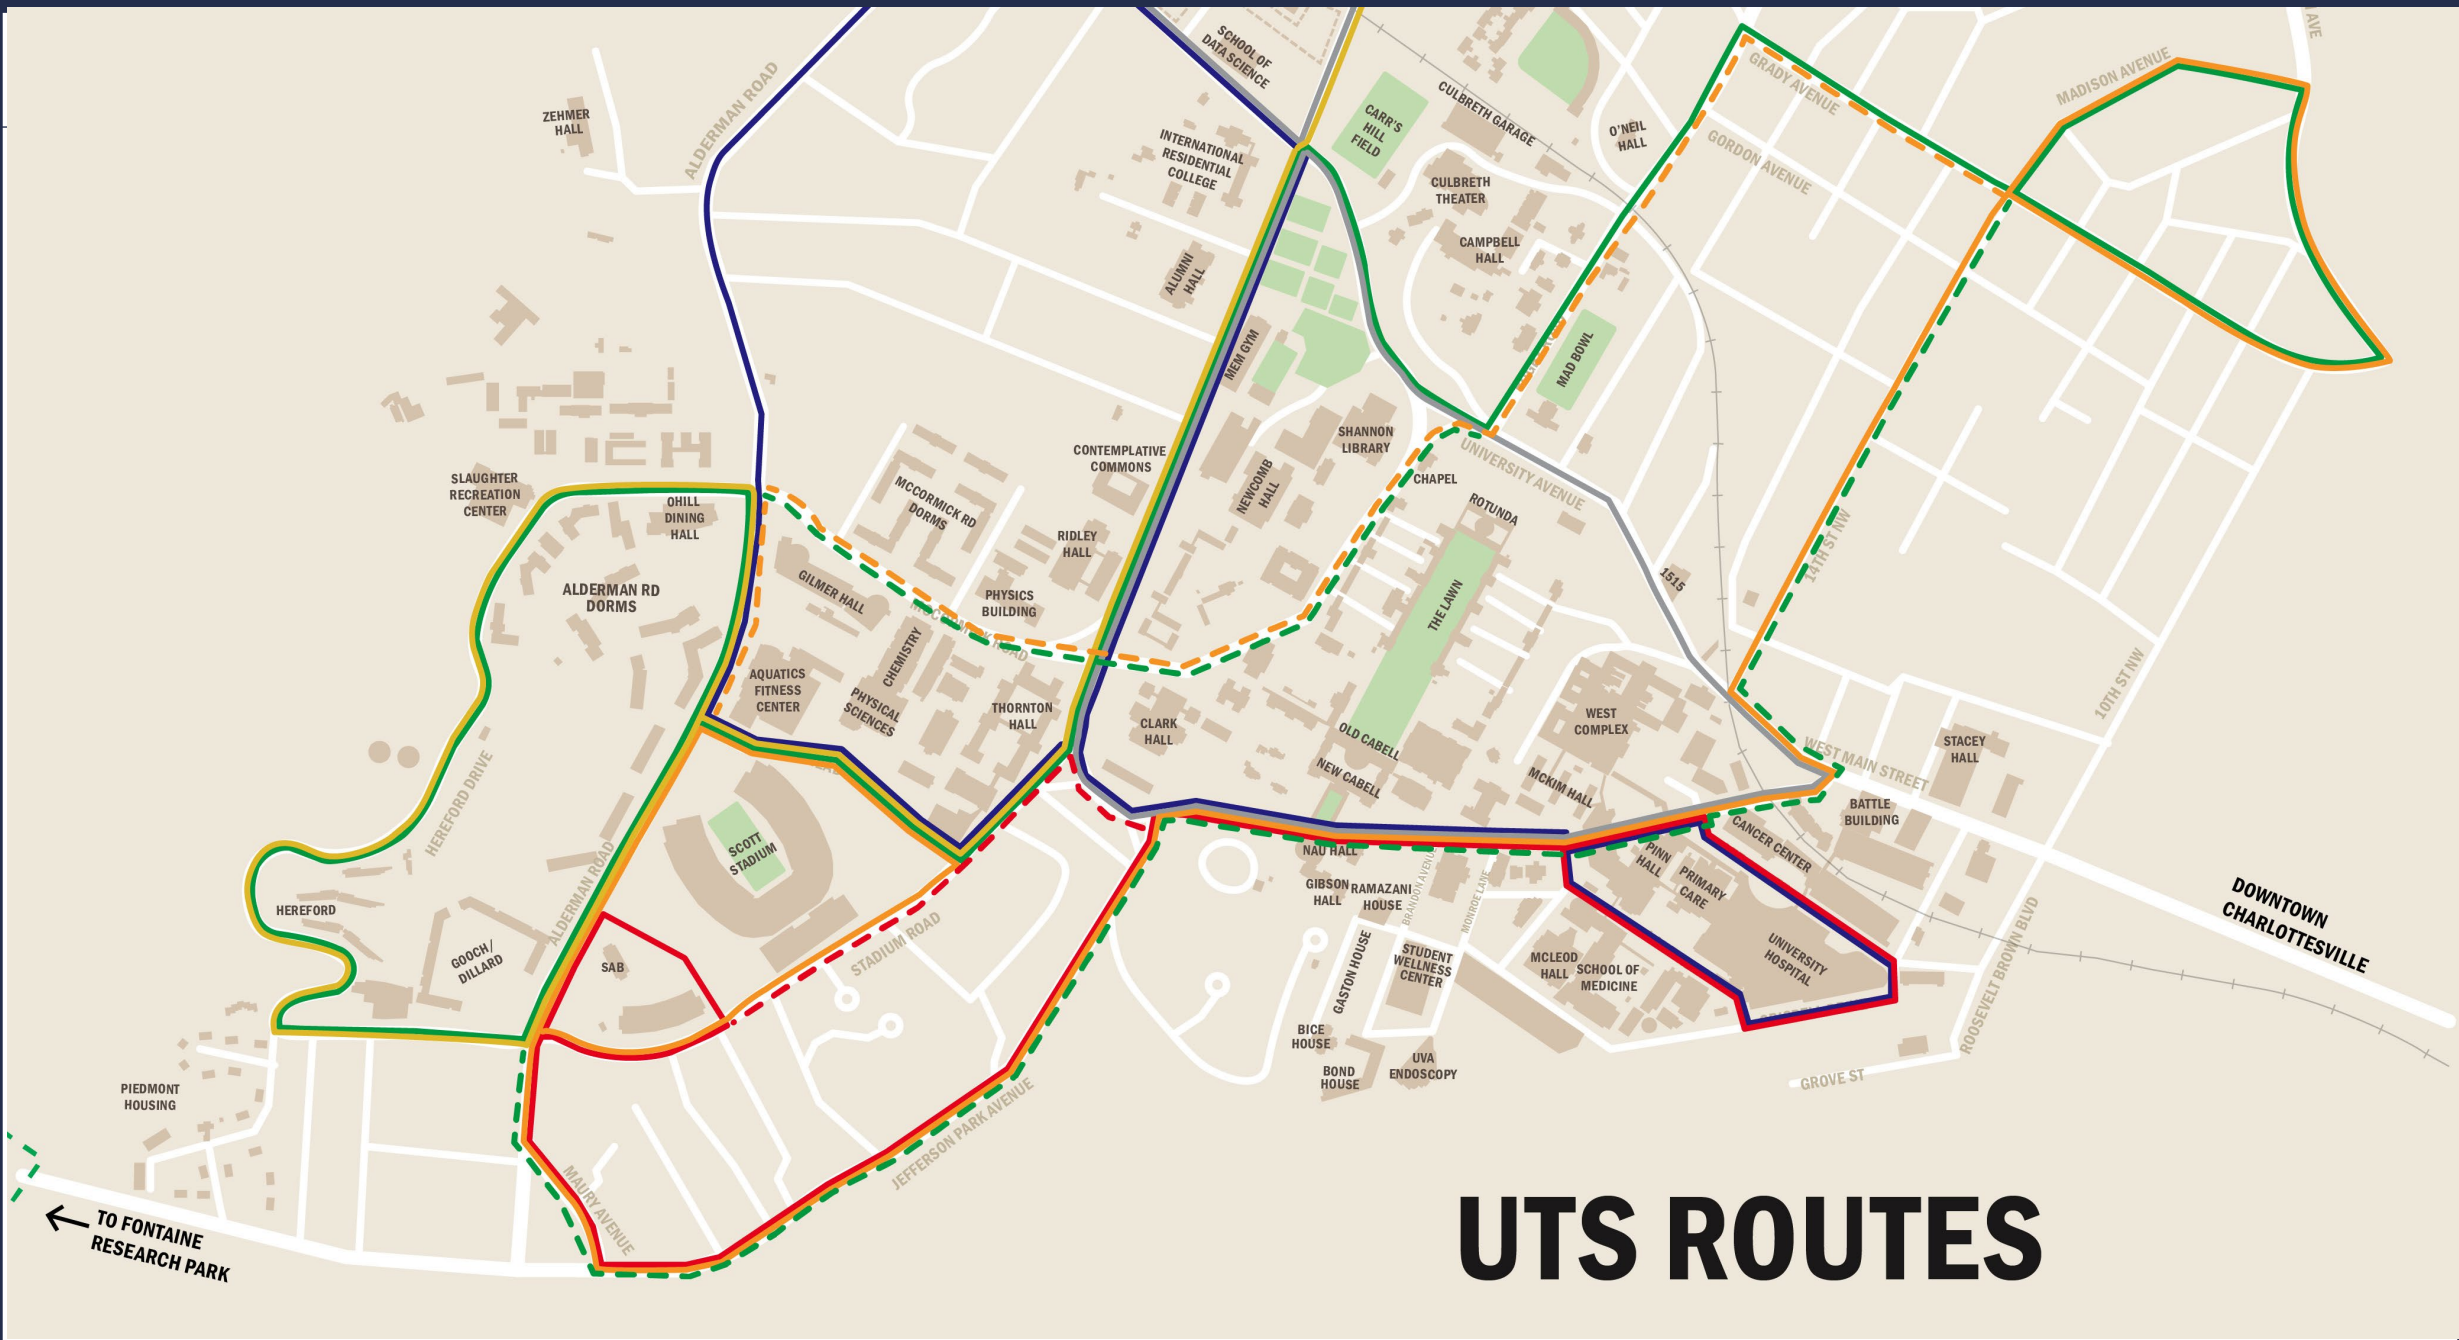 SCHOOL OF
DATA SCIENCE
AVE
ZEHMER
HALL
ALDERMAN ROAD
INTERNATIONAL
RESIDENTIAL
COLLEGE
CARR'S
HILL
FIELD
CULBRETH GARAGE
O'NEIL
HALL
GRADY AVENUE
GORDON AVENUE
MADISON AVENUE
CULBRETH
THEATER
CAMPBELL
HALL
ALUMNI
HALL
MEM GYM
MAD BOWL
CONTEMPLATIVE
COMMONS
SHANNON
LIBRARY
NEWCOMB
HALL
CHAPEL
UNIVERSITY AVENUE
ROTUNDA
SLAUGHTER
RECREATION
CENTER
OHILL
DINING
HALL
MCCORMICK RD
DORMS
RIDLEY
HALL
ALDERMAN RD
DORMS
GILMER HALL
PHYSICS
BUILDING
MCCORMICK ROAD
CHEMISTRY
THE LAWN
1515
14TH ST NW
10TH ST NW
AQUATICS
FITNESS
CENTER
PHYSICAL
SCIENCES
THORNTON
HALL
CLARK
HALL
OLD CABELL
NEW CABELL
WEST
COMPLEX
MCKIM HALL
WEST MAIN STREET
STACEY
HALL
BATTLE
BUILDING
HEREFORD DRIVE
SCOTT
STADIUM
ALDERMAN ROAD
NAU HALL
GIBSON
HALL
RAMAZANI
HOUSE
BRANDON AVENUE
MONROE LANE
PINN
HALL
PRIMARY
CARE
CANCER CENTER
HEREFORD
GOOCH/
DILLARD
SAB
STADIUM ROAD
GASTON HOUSE
STUDENT
WELLNESS
CENTER
MCLEOD
HALL
SCHOOL OF
MEDICINE
UNIVERSITY
HOSPITAL
ROOSEVELT BROWN BLVD
DOWNTOWN
CHARLOTTESVILLE
BICE
HOUSE
BOND
HOUSE
UVA
ENDOSCOPY
GROVE ST
PIEDMONT
HOUSING
JEFFERSON PARK AVENUE
MAURY AVENUE
TO FONTAINE
RESEARCH PARK
UTS ROUTES